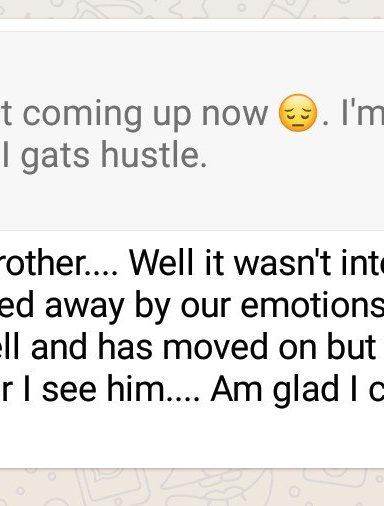 t coming up now 😔. I'm
I gats hustle.
rother.... Well it wasn't inte
ed away by our emotions
ell and has moved on but
r I see him.... Am glad I c